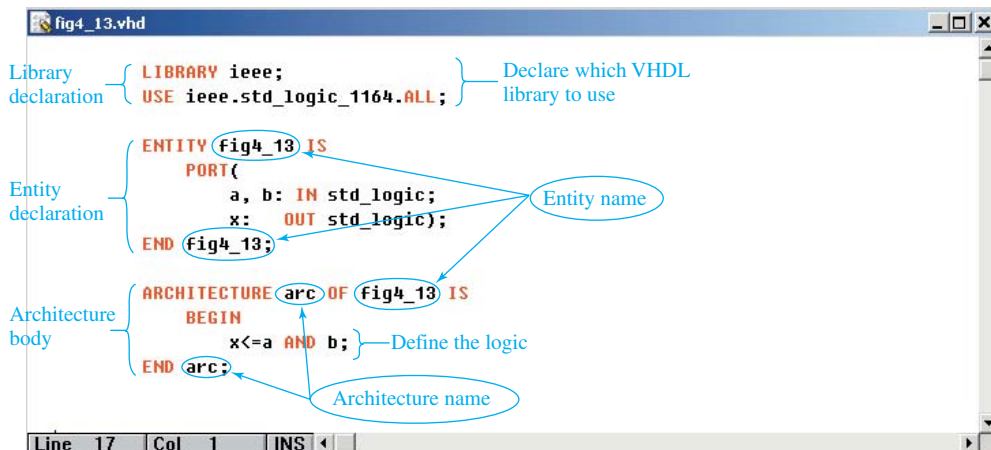 fig4_13.vhd
Library declaration
LIBRARY ieee;
USE ieee.std_logic_1164.ALL;
Declare which VHDL library to use
Entity declaration
ENTITY fig4_13 IS
PORT(
a, b: IN std_logic;
x: OUT std_logic);
END fig4_13;
Entity name
Architecture body
ARCHITECTURE arc OF fig4_13 IS
BEGIN
x<=a AND b;
Define the logic
END arc;
Architecture name
Line 17 Col 1 INS